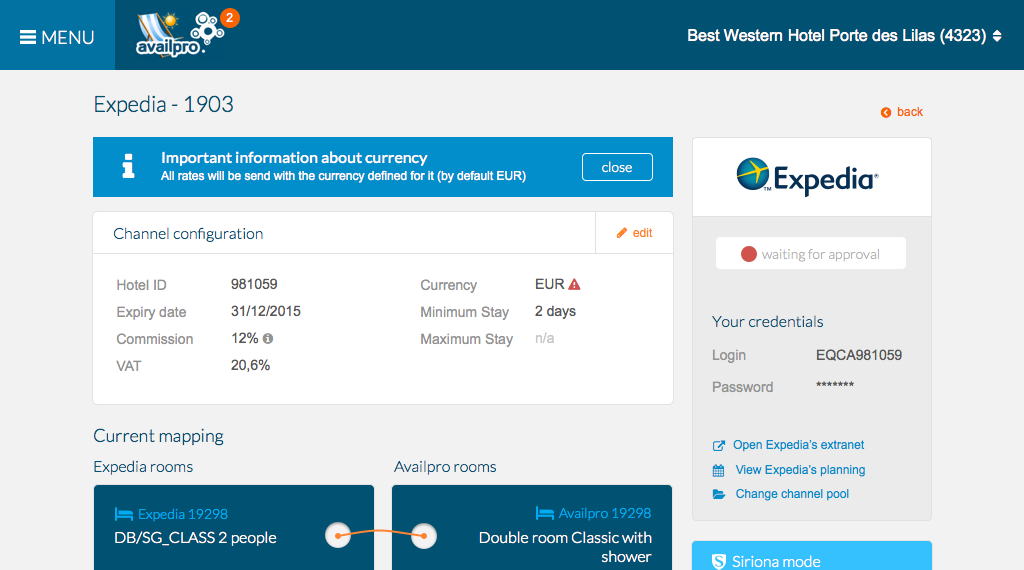 MENU
availpro.
2
Best Western Hotel Porte des Lilas (4323)
Expedia - 1903
back
Important information about currency
All rates will be send with the currency defined for it (by default EUR)
close
Channel configuration
edit
Hotel ID 981059
Expiry date 31/12/2015
Commission 12%
VAT 20,6%
Currency EUR
Minimum Stay 2 days
Maximum Stay n/a
Current mapping
Expedia rooms
Availpro rooms
Expedia 19298
DB/SG_CLASS 2 people
Availpro 19298
Double room Classic with
shower
™Expedia®
waiting for approval
Your credentials
Login EQCA981059
Password *******
Open Expedia's extranet
View Expedia's planning
Change channel pool
Siriona mode